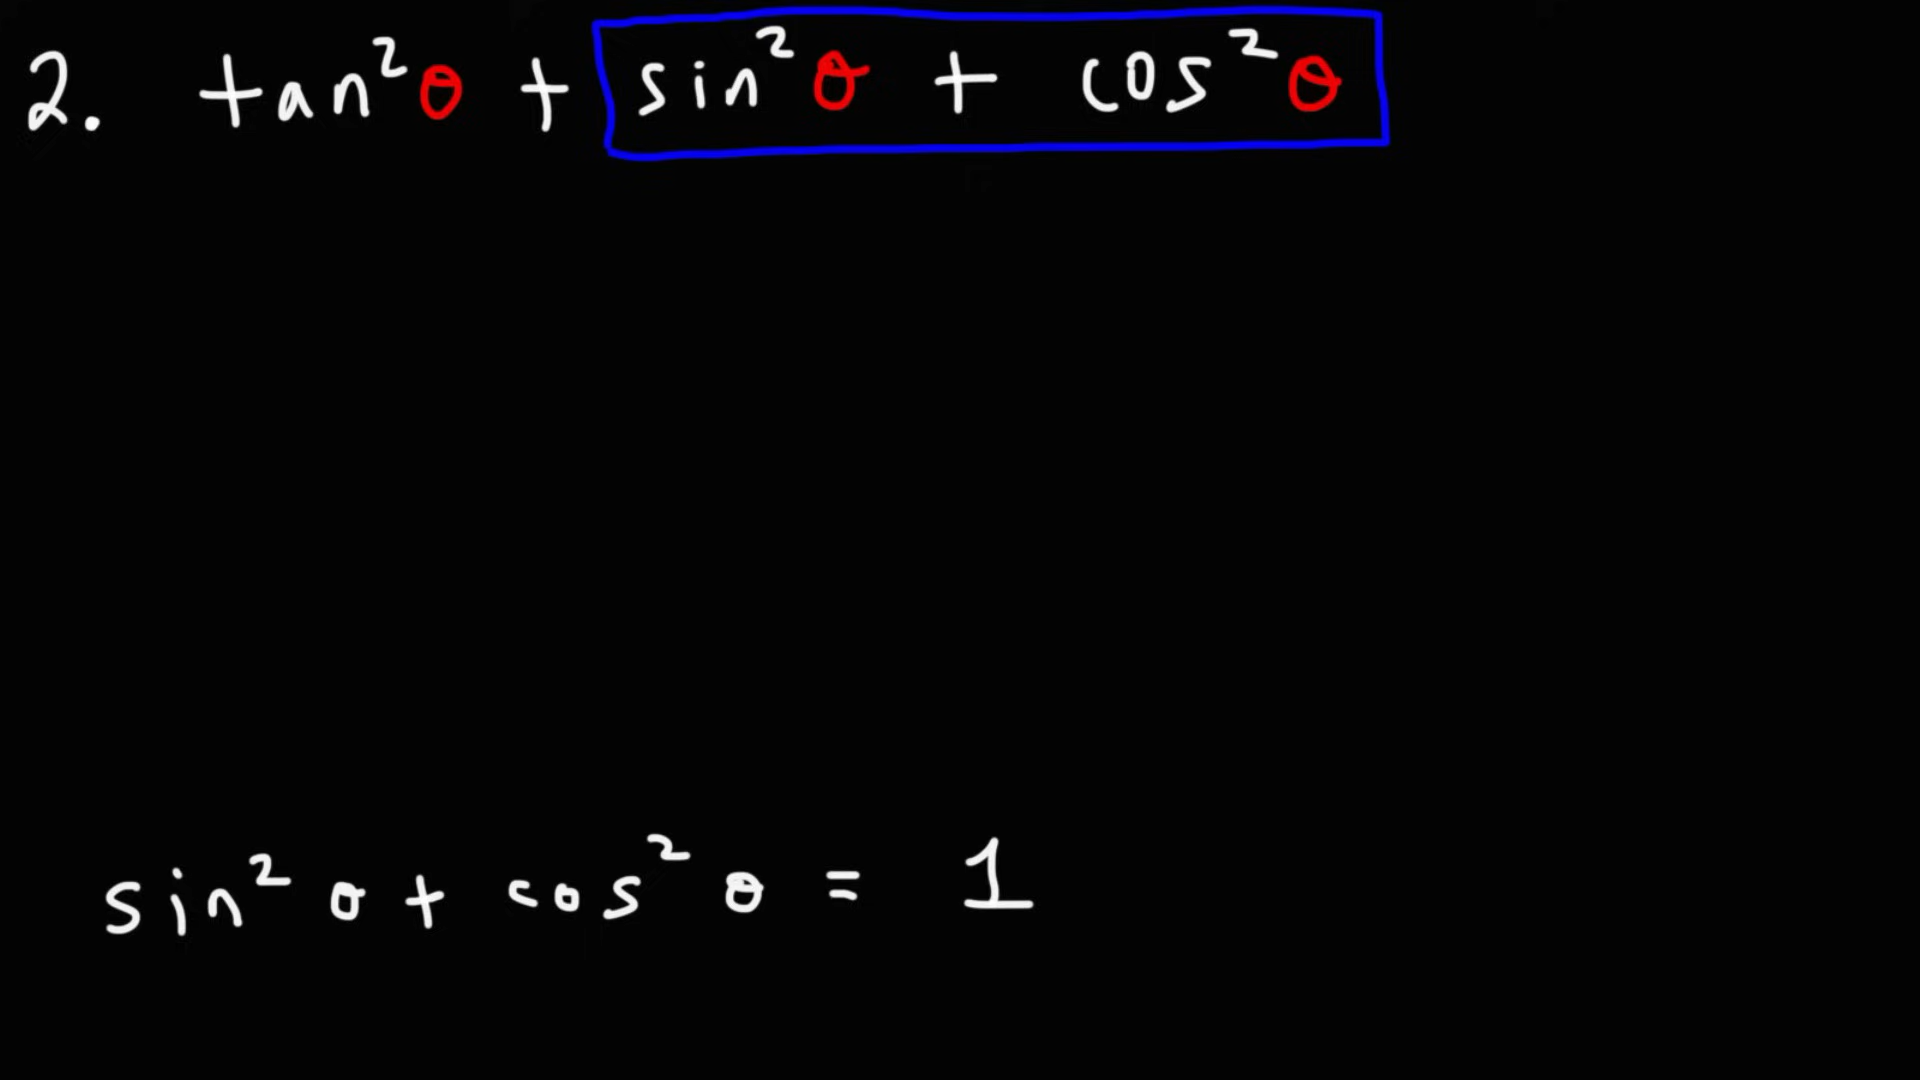 2. tan²θ + sin²θ + cos²θ
sin²θ + cos²θ = 1